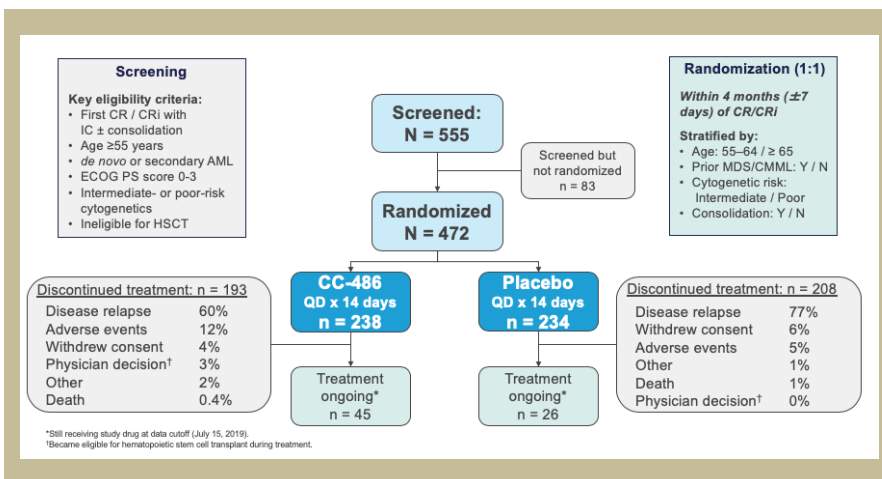 Screening
Key eligibility criteria:
• First CR / CRi with
IC ± consolidation
• Age ≥55 years
• de novo or secondary AML
• ECOG PS score 0-3
• Intermediate- or poor-risk
cytogenetics
• Ineligible for HSCT
Screened:
N = 555
Screened but
not randomized
n = 83
Randomized
N = 472
Randomization (1:1)
Within 4 months (±7
days) of CR/CRi
Stratified by:
• Age: 55–64 / ≥ 65
• Prior MDS/CMML: Y / N
• Cytogenetic risk:
Intermediate / Poor
• Consolidation: Y / N
CC-486
QD x 14 days
n = 238
Placebo
QD x 14 days
n = 234
Discontinued treatment: n = 193
Disease relapse 60%
Adverse events 12%
Withdrew consent 4%
Physician decision† 3%
Other 2%
Death 0.4%
Treatment
ongoing*
n = 45
Treatment
ongoing*
n = 26
Discontinued treatment: n = 208
Disease relapse 77%
Withdrew consent 6%
Adverse events 5%
Other 1%
Death 1%
Physician decision† 0%
*Still receiving study drug at data cutoff (July 15, 2019).
†Became eligible for hematopoietic stem cell transplant during treatment.